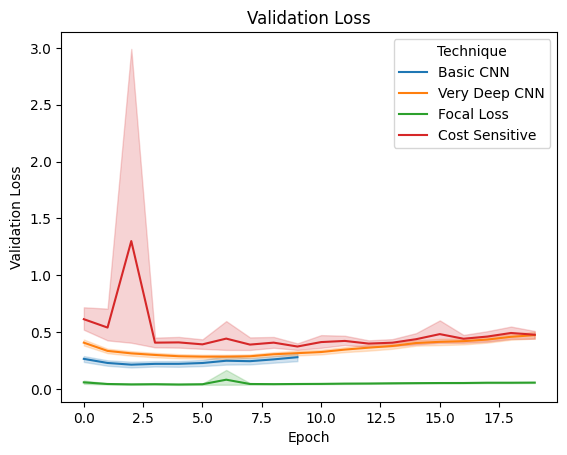 Validation Loss
Technique
Basic CNN
Very Deep CNN
Focal Loss
Cost Sensitive
Validation Loss
3.0
2.5
2.0
1.5
1.0
0.5
0.0
0.0 2.5 5.0 7.5 10.0 12.5 15.0 17.5
Epoch